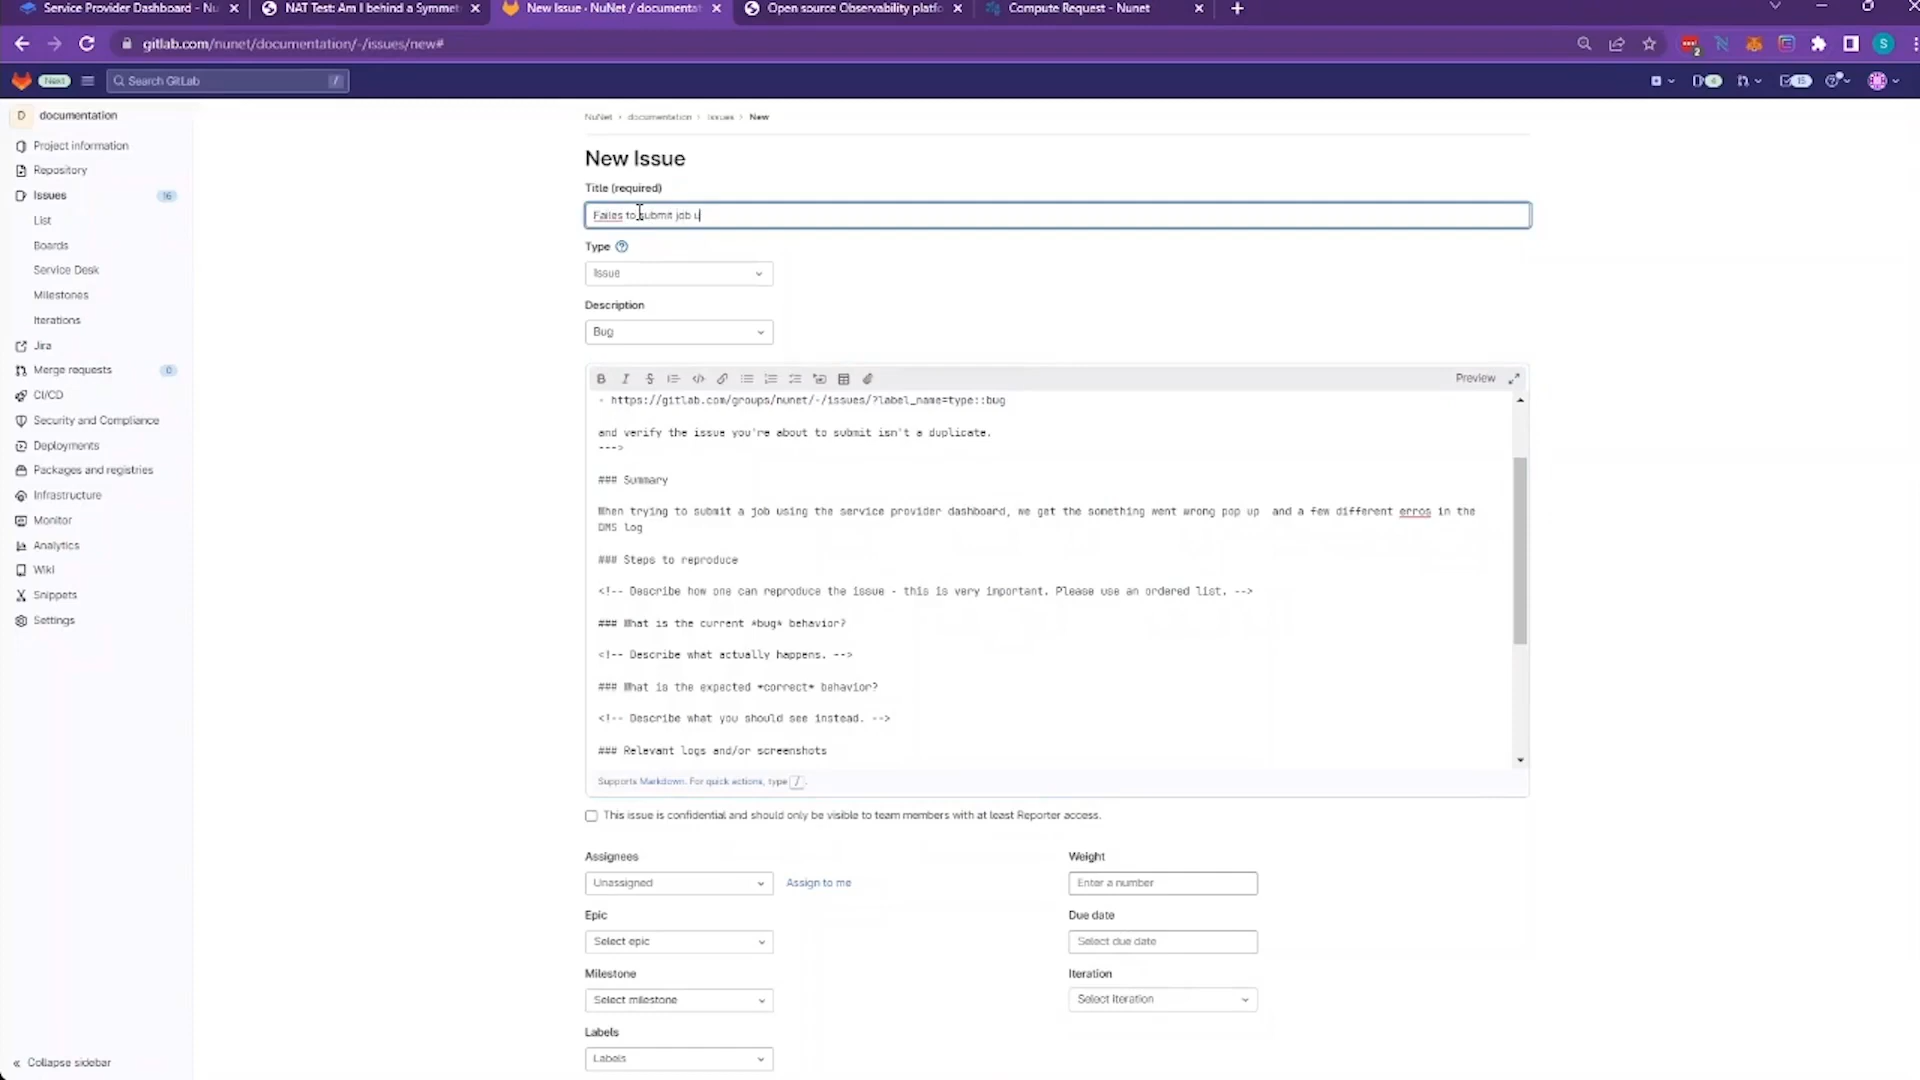 Service Provider Dashboard - Nu
NAT Test: Am I behind a Symmet
New Issue · NuNet / documentat
Open source Observability platfo
Compute Request - Nunet
gitlab.com/nunet/documentation/-/issues/new#
2
S
Next
Search GitLab
/
4
15
D documentation
Project information
Repository
Issues 16
List
Boards
Service Desk
Milestones
Iterations
Jira
Merge requests 0
CI/CD
Security and Compliance
Deployments
Packages and registries
Infrastructure
Monitor
Analytics
Wiki
Snippets
Settings
« Collapse sidebar
NuNet › documentation › Issues › New
New Issue
Title (required)
Failes to submit job u
Type ?
Issue
Description
Bug
Preview
- https://gitlab.com/groups/nunet/-/issues/?label_name=type::bug
and verify the issue you're about to submit isn't a duplicate.
--->
### Summary
When trying to submit a job using the service provider dashboard, we get the something went wrong pop up  and a few different erros in the
DMS log
### Steps to reproduce
<!-- Describe how one can reproduce the issue - this is very important. Please use an ordered list. -->
### What is the current *bug* behavior?
<!-- Describe what actually happens. -->
### What is the expected *correct* behavior?
<!-- Describe what you should see instead. -->
### Relevant logs and/or screenshots
Supports Markdown. For quick actions, type /.
This issue is confidential and should only be visible to team members with at least Reporter access.
Assignees
Unassigned
Assign to me
Weight
Enter a number
Epic
Select epic
Due date
Select due date
Milestone
Select milestone
Iteration
Select iteration
Labels
Labels